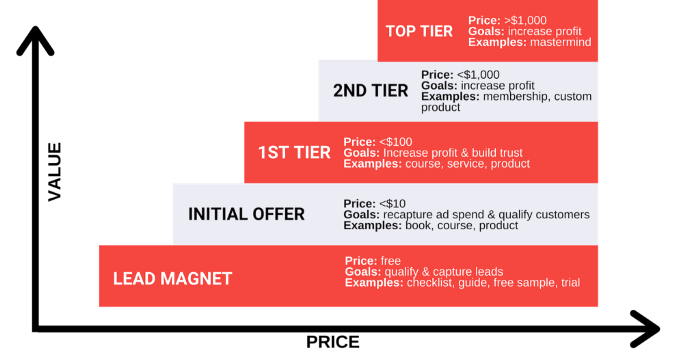 TOP TIER
Price: >$1,000
Goals: increase profit
Examples: mastermind
2ND TIER
Price: <$1,000
Goals: increase profit
Examples: membership, custom
product
1ST TIER
Price: <$100
Goals: Increase profit & build trust
Examples: course, service, product
INITIAL OFFER
Price: <$10
Goals: recapture ad spend & qualify customers
Examples: book, course, product
LEAD MAGNET
Price: free
Goals: qualify & capture leads
Examples: checklist, guide, free sample, trial
VALUE
PRICE